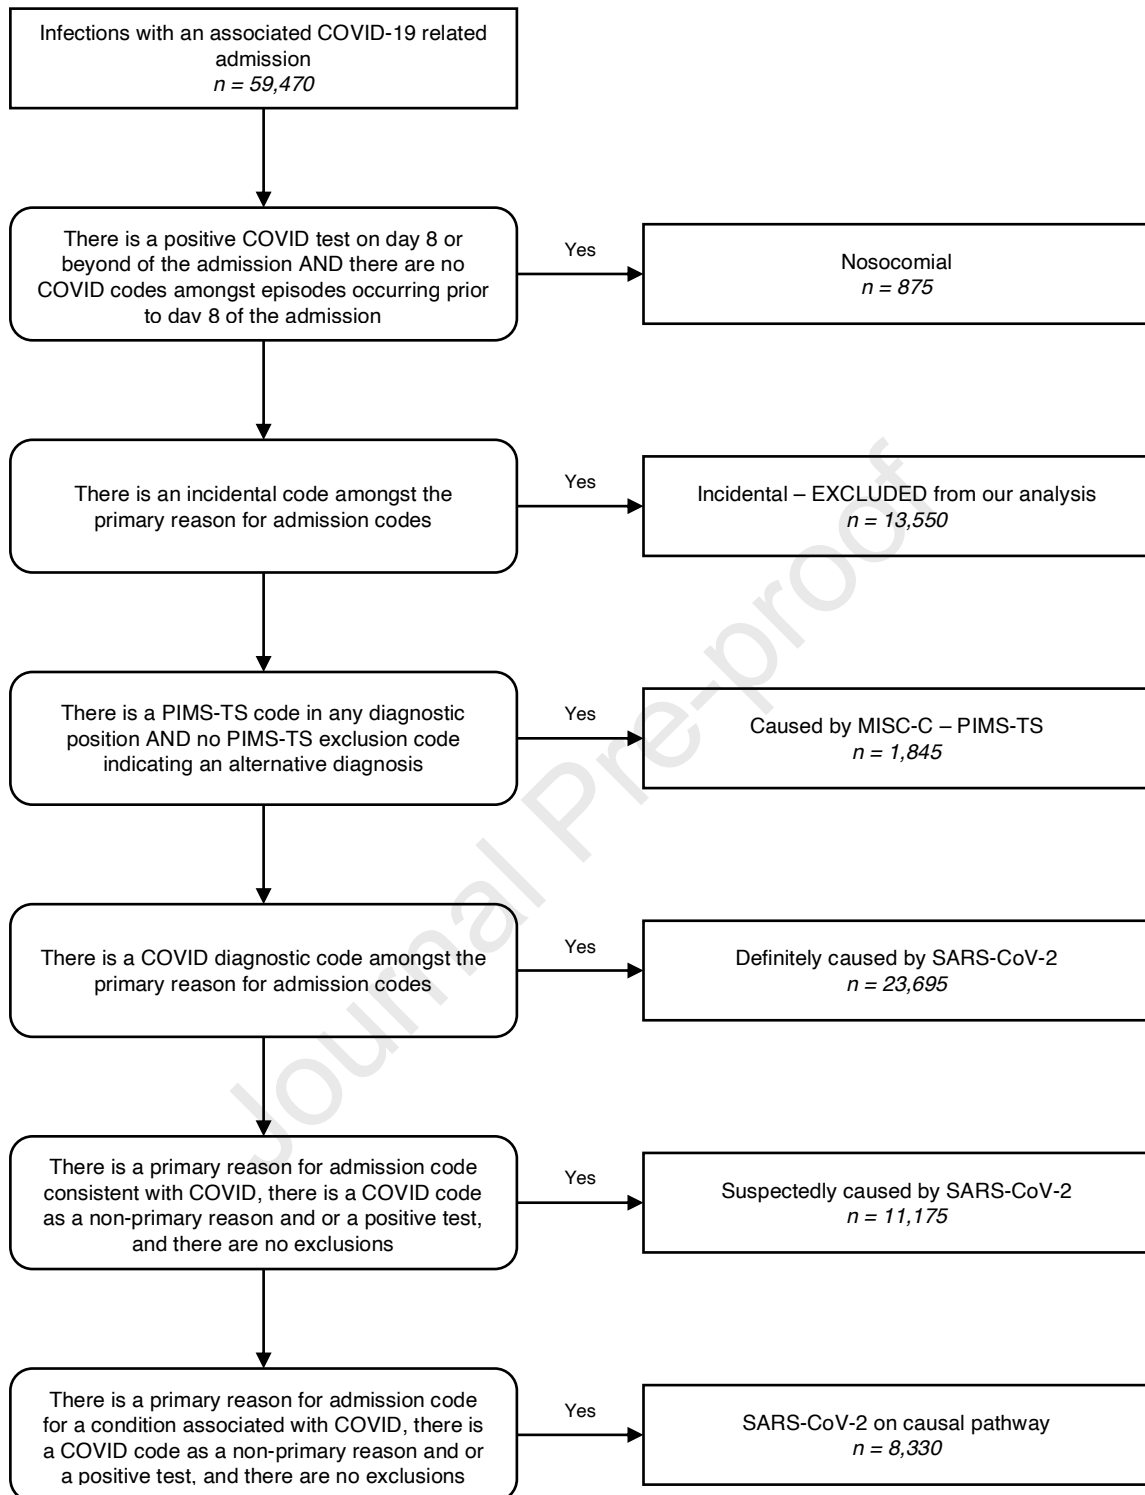 Infections with an associated COVID-19 related
admission
n = 59,470
There is a positive COVID test on day 8 or
beyond of the admission AND there are no
COVID codes amongst episodes occurring prior
to day 8 of the admission
Yes
Nosocomial
n = 875
There is an incidental code amongst the
primary reason for admission codes
Yes
Incidental – EXCLUDED from our analysis
n = 13,550
There is a PIMS-TS code in any diagnostic
position AND no PIMS-TS exclusion code
indicating an alternative diagnosis
Yes
Caused by MISC-C – PIMS-TS
n = 1,845
There is a COVID diagnostic code amongst the
primary reason for admission codes
Yes
Definitely caused by SARS-CoV-2
n = 23,695
There is a primary reason for admission code
consistent with COVID, there is a COVID code
as a non-primary reason and or a positive test,
and there are no exclusions
Yes
Suspectedly caused by SARS-CoV-2
n = 11,175
There is a primary reason for admission code
for a condition associated with COVID, there is
a COVID code as a non-primary reason and or
a positive test, and there are no exclusions
Yes
SARS-CoV-2 on causal pathway
n = 8,330
Journal Pre-proof